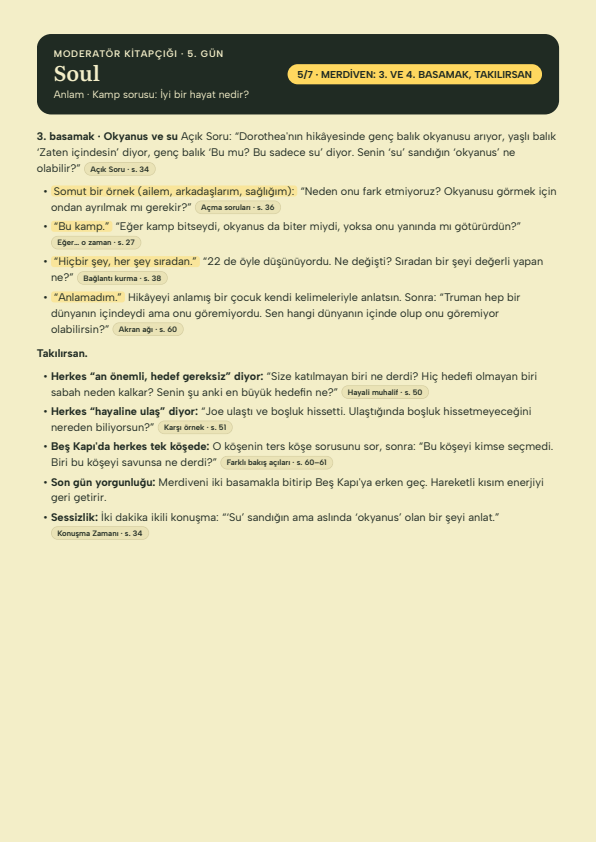 MODERATÖR KİTAPÇIĞI · 5. GÜN
Soul
5/7 · MERDİVEN: 3. VE 4. BASAMAK, TAKILIRSAN
Anlam · Kamp sorusu: İyi bir hayat nedir?
3. basamak · Okyanus ve su Açık Soru: “Dorothea'nın hikâyesinde genç balık okyanusu arıyor, yaşlı balık
‘Zaten içindesin’ diyor, genç balık ‘Bu mu? Bu sadece su’ diyor. Senin ‘su’ sandığın ‘okyanus’ ne
olabilir?” Açık Soru · s. 34
• Somut bir örnek (ailem, arkadaşlarım, sağlığım): “Neden onu fark etmiyoruz? Okyanusu görmek için
ondan ayrılmak mı gerekir?” Açma soruları · s. 36
• “Bu kamp.” “Eğer kamp bitseydi, okyanus da biter miydi, yoksa onu yanında mı götürürdün?”
Eğer… o zaman · s. 27
• “Hiçbir şey, her şey sıradan.” “22 de öyle düşünüyordu. Ne değişti? Sıradan bir şeyi değerli yapan
ne?” Bağlantı kurma · s. 38
• “Anlamadım.” Hikâyeyi anlamış bir çocuk kendi kelimeleriyle anlatsın. Sonra: “Truman hep bir
dünyanın içindeydi ama onu göremiyordu. Sen hangi dünyanın içinde olup onu göremiyor
olabilirsin?” Akran ağı · s. 60
Takılırsan.
• Herkes “an önemli, hedef gereksiz” diyor: “Size katılmayan biri ne derdi? Hiç hedefi olmayan biri
sabah neden kalkar? Senin şu anki en büyük hedefin ne?” Hayali muhalif · s. 50
• Herkes “hayaline ulaş” diyor: “Joe ulaştı ve boşluk hissetti. Ulaştığında boşluk hissetmeyeceğini
nereden biliyorsun?” Karşı örnek · s. 51
• Beş Kapı'da herkes tek köşede: O köşenin ters köşe sorusunu sor, sonra: “Bu köşeyi kimse seçmedi.
Biri bu köşeyi savunsa ne derdi?” Farklı bakış açıları · s. 60–61
• Son gün yorgunluğu: Merdiveni iki basamakla bitirip Beş Kapı'ya erken geç. Hareketli kısım enerjiyi
geri getirir.
• Sessizlik: İki dakika ikili konuşma: “‘Su’ sandığın ama aslında ‘okyanus’ olan bir şeyi anlat.”
Konuşma Zamanı · s. 34